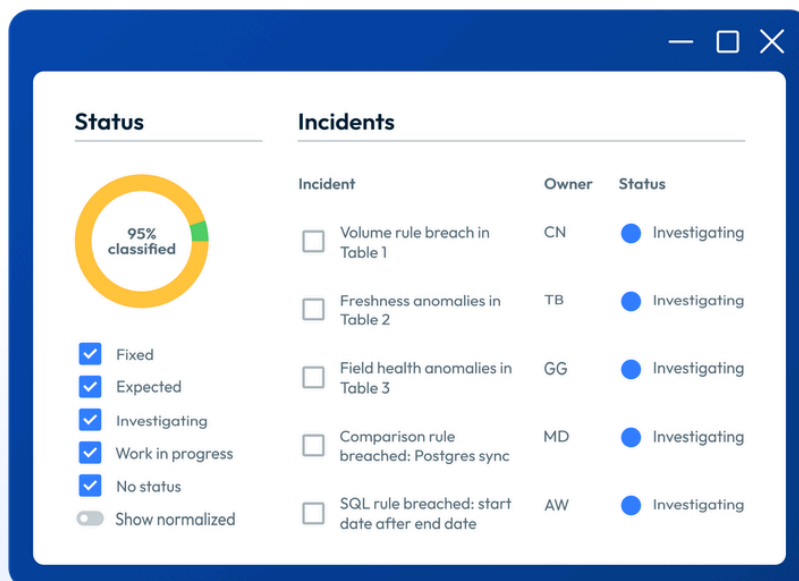 Status
95%
classified
Fixed
Expected
Investigating
Work in progress
No status
Show normalized
Incidents
Incident Owner Status
Volume rule breach in
Table 1
CN
Investigating
Freshness anomalies in
Table 2
TB
Investigating
Field health anomalies in
Table 3
GG
Investigating
Comparison rule
breached: Postgres sync
MD
Investigating
SQL rule breached: start
date after end date
AW
Investigating